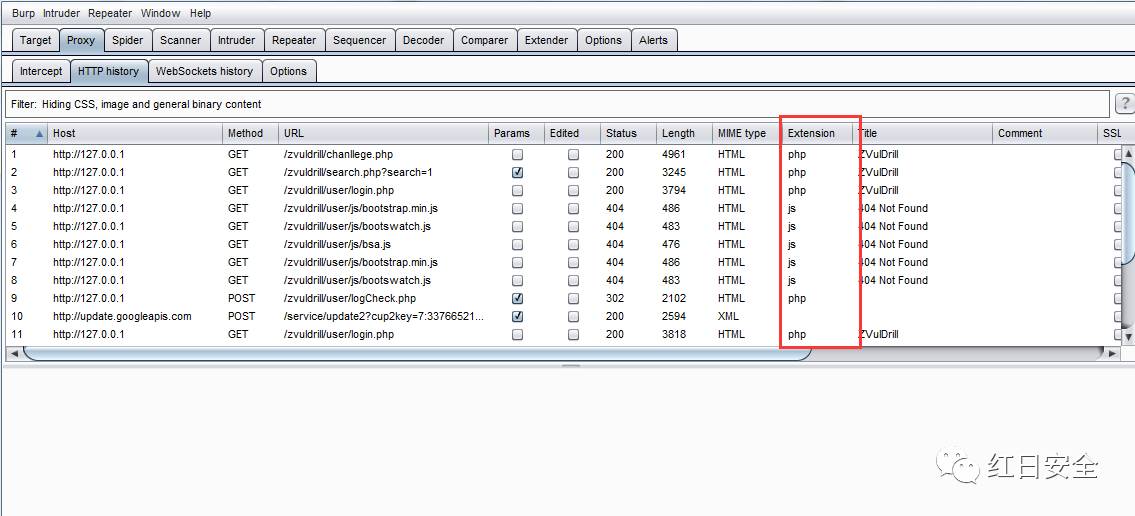 Burp Intruder Repeater Window Help
Target Proxy Spider Scanner Intruder Repeater Sequencer Decoder Comparer Extender Options Alerts
Intercept HTTP history WebSockets history Options
Filter: Hiding CSS, image and general binary content ?
# Host Method URL Params Edited Status Length MIME type Extension Title Comment SSL
1 http://127.0.0.1 GET /zvuldrill/chanllege.php 200 4961 HTML php ZVulDrill
2 http://127.0.0.1 GET /zvuldrill/search.php?search=1 200 3245 HTML php ZVulDrill
3 http://127.0.0.1 GET /zvuldrill/user/login.php 200 3794 HTML php ZVulDrill
4 http://127.0.0.1 GET /zvuldrill/user/js/bootstrap.min.js 404 486 HTML js 404 Not Found
5 http://127.0.0.1 GET /zvuldrill/user/js/bootswatch.js 404 483 HTML js 404 Not Found
6 http://127.0.0.1 GET /zvuldrill/user/js/bsa.js 404 476 HTML js 404 Not Found
7 http://127.0.0.1 GET /zvuldrill/user/js/bootstrap.min.js 404 486 HTML js 404 Not Found
8 http://127.0.0.1 GET /zvuldrill/user/js/bootswatch.js 404 483 HTML js 404 Not Found
9 http://127.0.0.1 POST /zvuldrill/user/logCheck.php 302 2102 HTML php
10 http://update.googleapis.com POST /service/update2?cup2key=7:33766521... 200 2594 XML
11 http://127.0.0.1 GET /zvuldrill/user/login.php 200 3818 HTML php ZVulDrill
红日安全